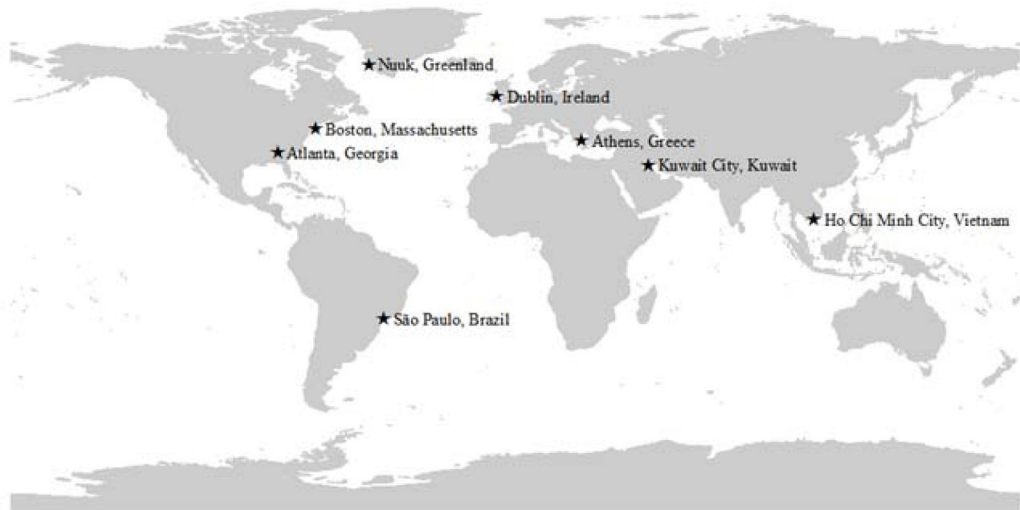 Nuuk, Greenland
Dublin, Ireland
Boston, Massachusetts
Athens, Greece
Atlanta, Georgia
Kuwait City, Kuwait
Ho Chi Minh City, Vietnam
São Paulo, Brazil